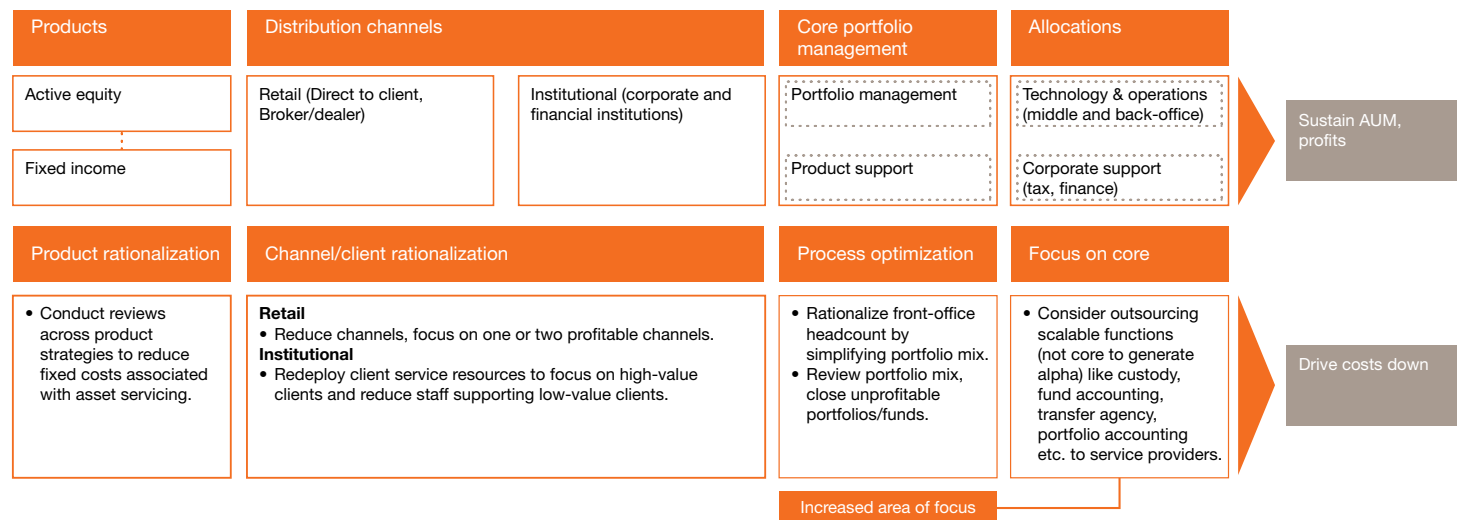 Products
Distribution channels
Core portfolio
management
Allocations
Active equity
Fixed income
Retail (Direct to client,
Broker/dealer)
Institutional (corporate and
financial institutions)
Portfolio management
Product support
Technology & operations
(middle and back-office)
Corporate support
(tax, finance)
Sustain AUM,
profits
Product rationalization
Channel/client rationalization
Process optimization
Focus on core
• Conduct reviews
across product
strategies to reduce
fixed costs associated
with asset servicing.
Retail
• Reduce channels, focus on one or two profitable channels.
Institutional
• Redeploy client service resources to focus on high-value
clients and reduce staff supporting low-value clients.
• Rationalize front-office
headcount by
simplifying portfolio mix.
• Review portfolio mix,
close unprofitable
portfolios/funds.
• Consider outsourcing
scalable functions
(not core to generate
alpha) like custody,
fund accounting,
transfer agency,
portfolio accounting
etc. to service providers.
Drive costs down
Increased area of focus